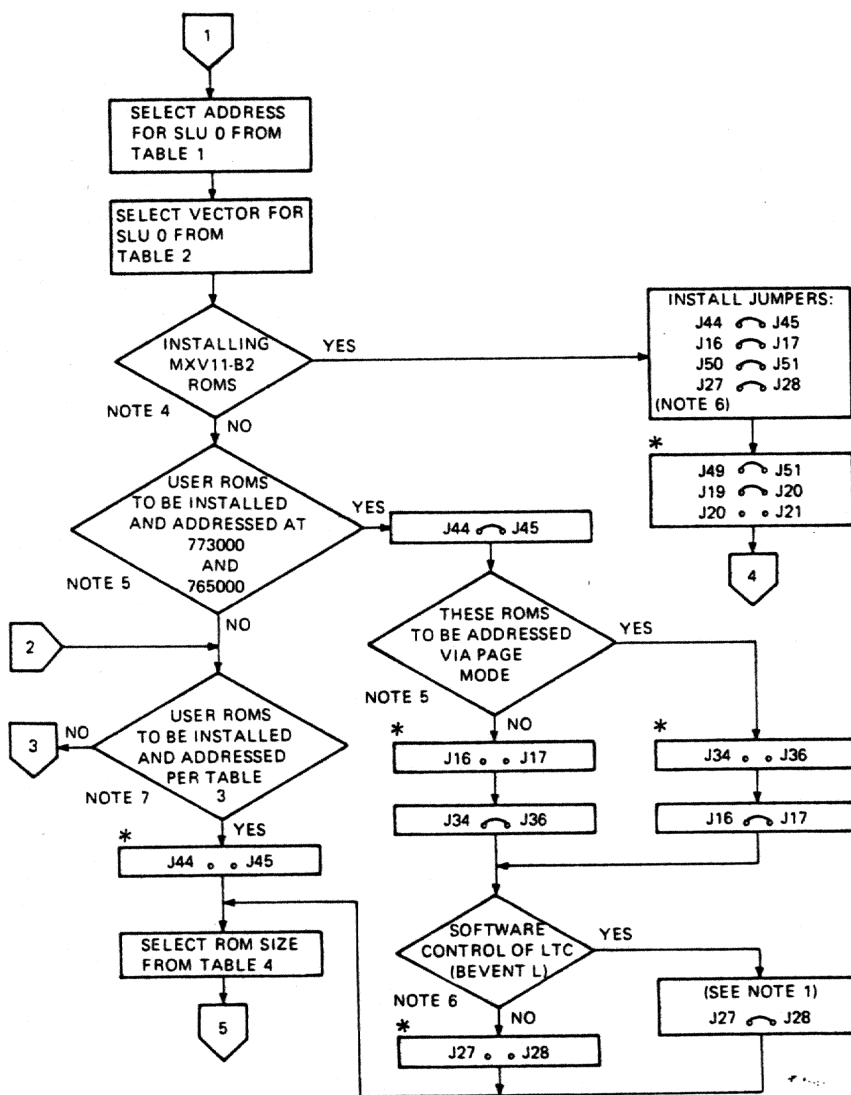 1
SELECT ADDRESS
FOR SLU 0 FROM
TABLE 1
SELECT VECTOR FOR
SLU 0 FROM
TABLE 2
INSTALLING
MXV11-B2
ROMS
YES
NOTE 4
NO
INSTALL JUMPERS:
J44 J45
J16 J17
J50 J51
J27 J28
(NOTE 6)
*
J49 J51
J19 J20
J20 J21
4
USER ROMS
TO BE INSTALLED
AND ADDRESSED AT
773000
AND
765000
YES
NOTE 5
NO
J44 J45
THESE ROMS
TO BE ADDRESSED
VIA PAGE
MODE
YES
NOTE 5
NO
*
J16 J17
J34 J36
*
J34 J36
J16 J17
2
USER ROMS
TO BE INSTALLED
AND ADDRESSED
PER TABLE
3
NO
3
NOTE 7
YES
*
J44 J45
SELECT ROM SIZE
FROM TABLE 4
5
SOFTWARE
CONTROL OF LTC
(BEVENT L)
YES
NOTE 6
NO
*
J27 J28
(SEE NOTE 1)
J27 J28